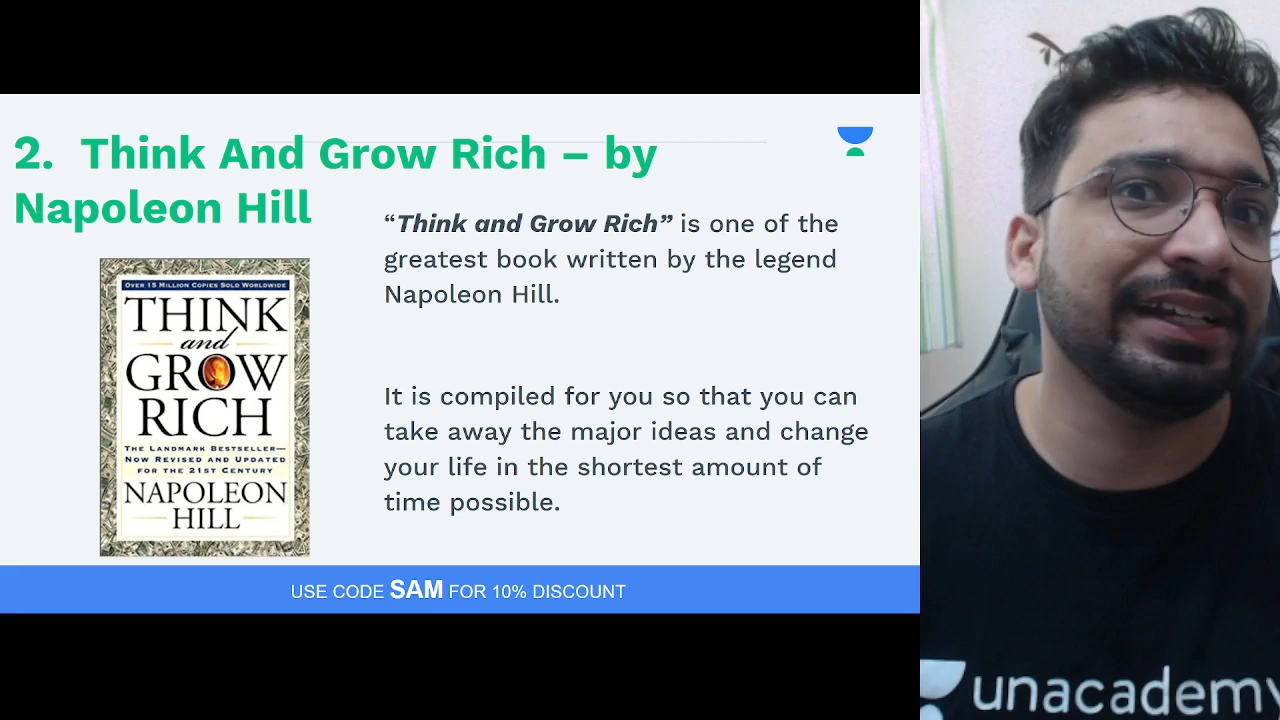 2. Think And Grow Rich – by
Napoleon Hill
“Think and Grow Rich” is one of the
greatest book written by the legend
Napoleon Hill.
It is compiled for you so that you can
take away the major ideas and change
your life in the shortest amount of
time possible.
OVER 15 MILLION COPIES SOLD WORLDWIDE
THINK
and
GROW
RICH
THE LANDMARK BESTSELLER—
NOW REVISED AND UPDATED
FOR THE 21ST CENTURY
NAPOLEON
HILL
USE CODE SAM FOR 10% DISCOUNT
unacademy